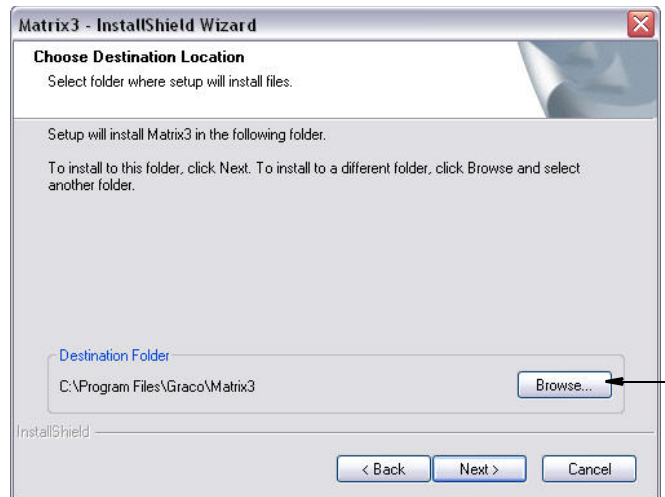 Matrix3 - InstallShield Wizard
Choose Destination Location
Select folder where setup will install files.
Setup will install Matrix3 in the following folder.
To install to this folder, click Next. To install to a different folder, click Browse and select
another folder.
Destination Folder
C:\Program Files\Graco\Matrix3
Browse...
InstallShield
< Back
Next >
Cancel